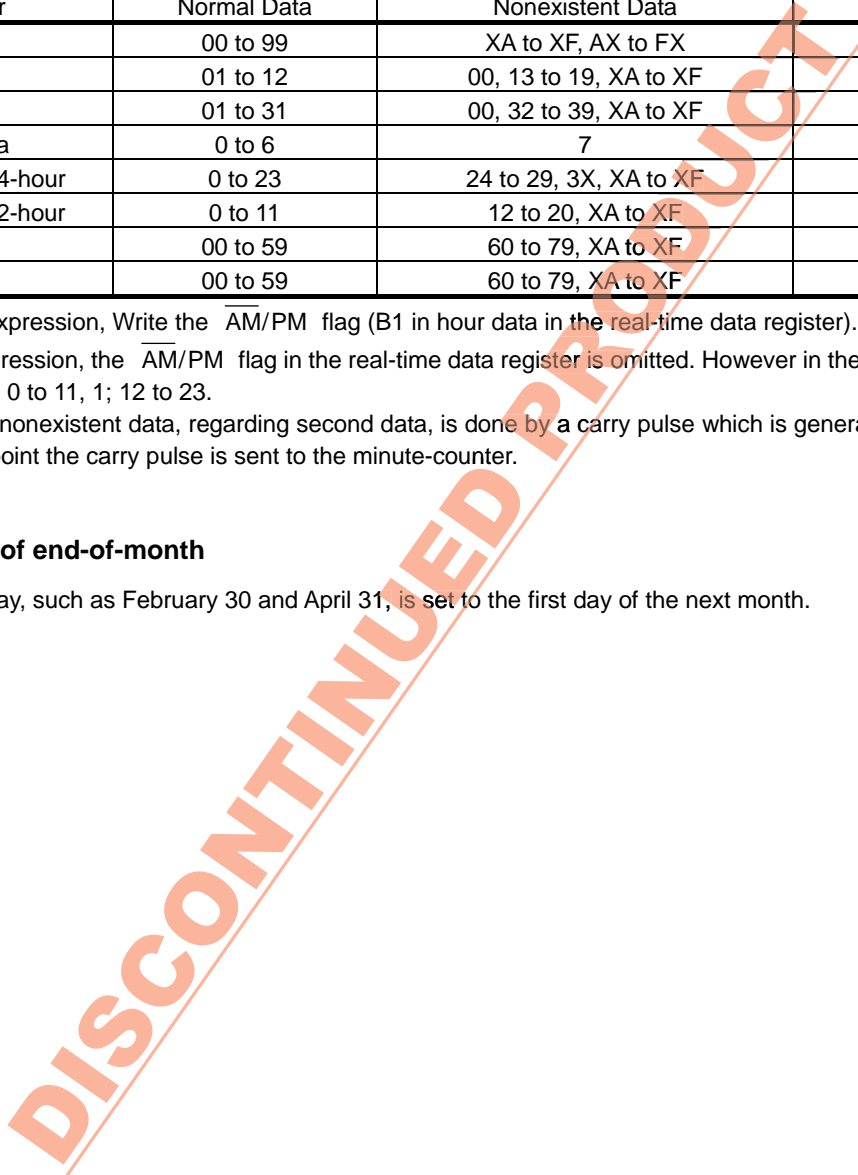 r Normal Data Nonexistent Data
00 to 99 XA to XF, AX to FX
01 to 12 00, 13 to 19, XA to XF
01 to 31 00, 32 to 39, XA to XF
a 0 to 6 7
4-hour 0 to 23 24 to 29, 3X, XA to XF
2-hour 0 to 11 12 to 20, XA to XF
00 to 59 60 to 79, XA to XF
00 to 59 60 to 79, XA to XF
xpression, Write the AM/PM flag (B1 in hour data in the real-time data register).
ression, the AM/PM flag in the real-time data register is omitted. However in the
0 to 11, 1; 12 to 23.
nonexistent data, regarding second data, is done by a carry pulse which is genera
oint the carry pulse is sent to the minute-counter.
of end-of-month
ay, such as February 30 and April 31, is set to the first day of the next month.
DISCONTINUED PRODUCT